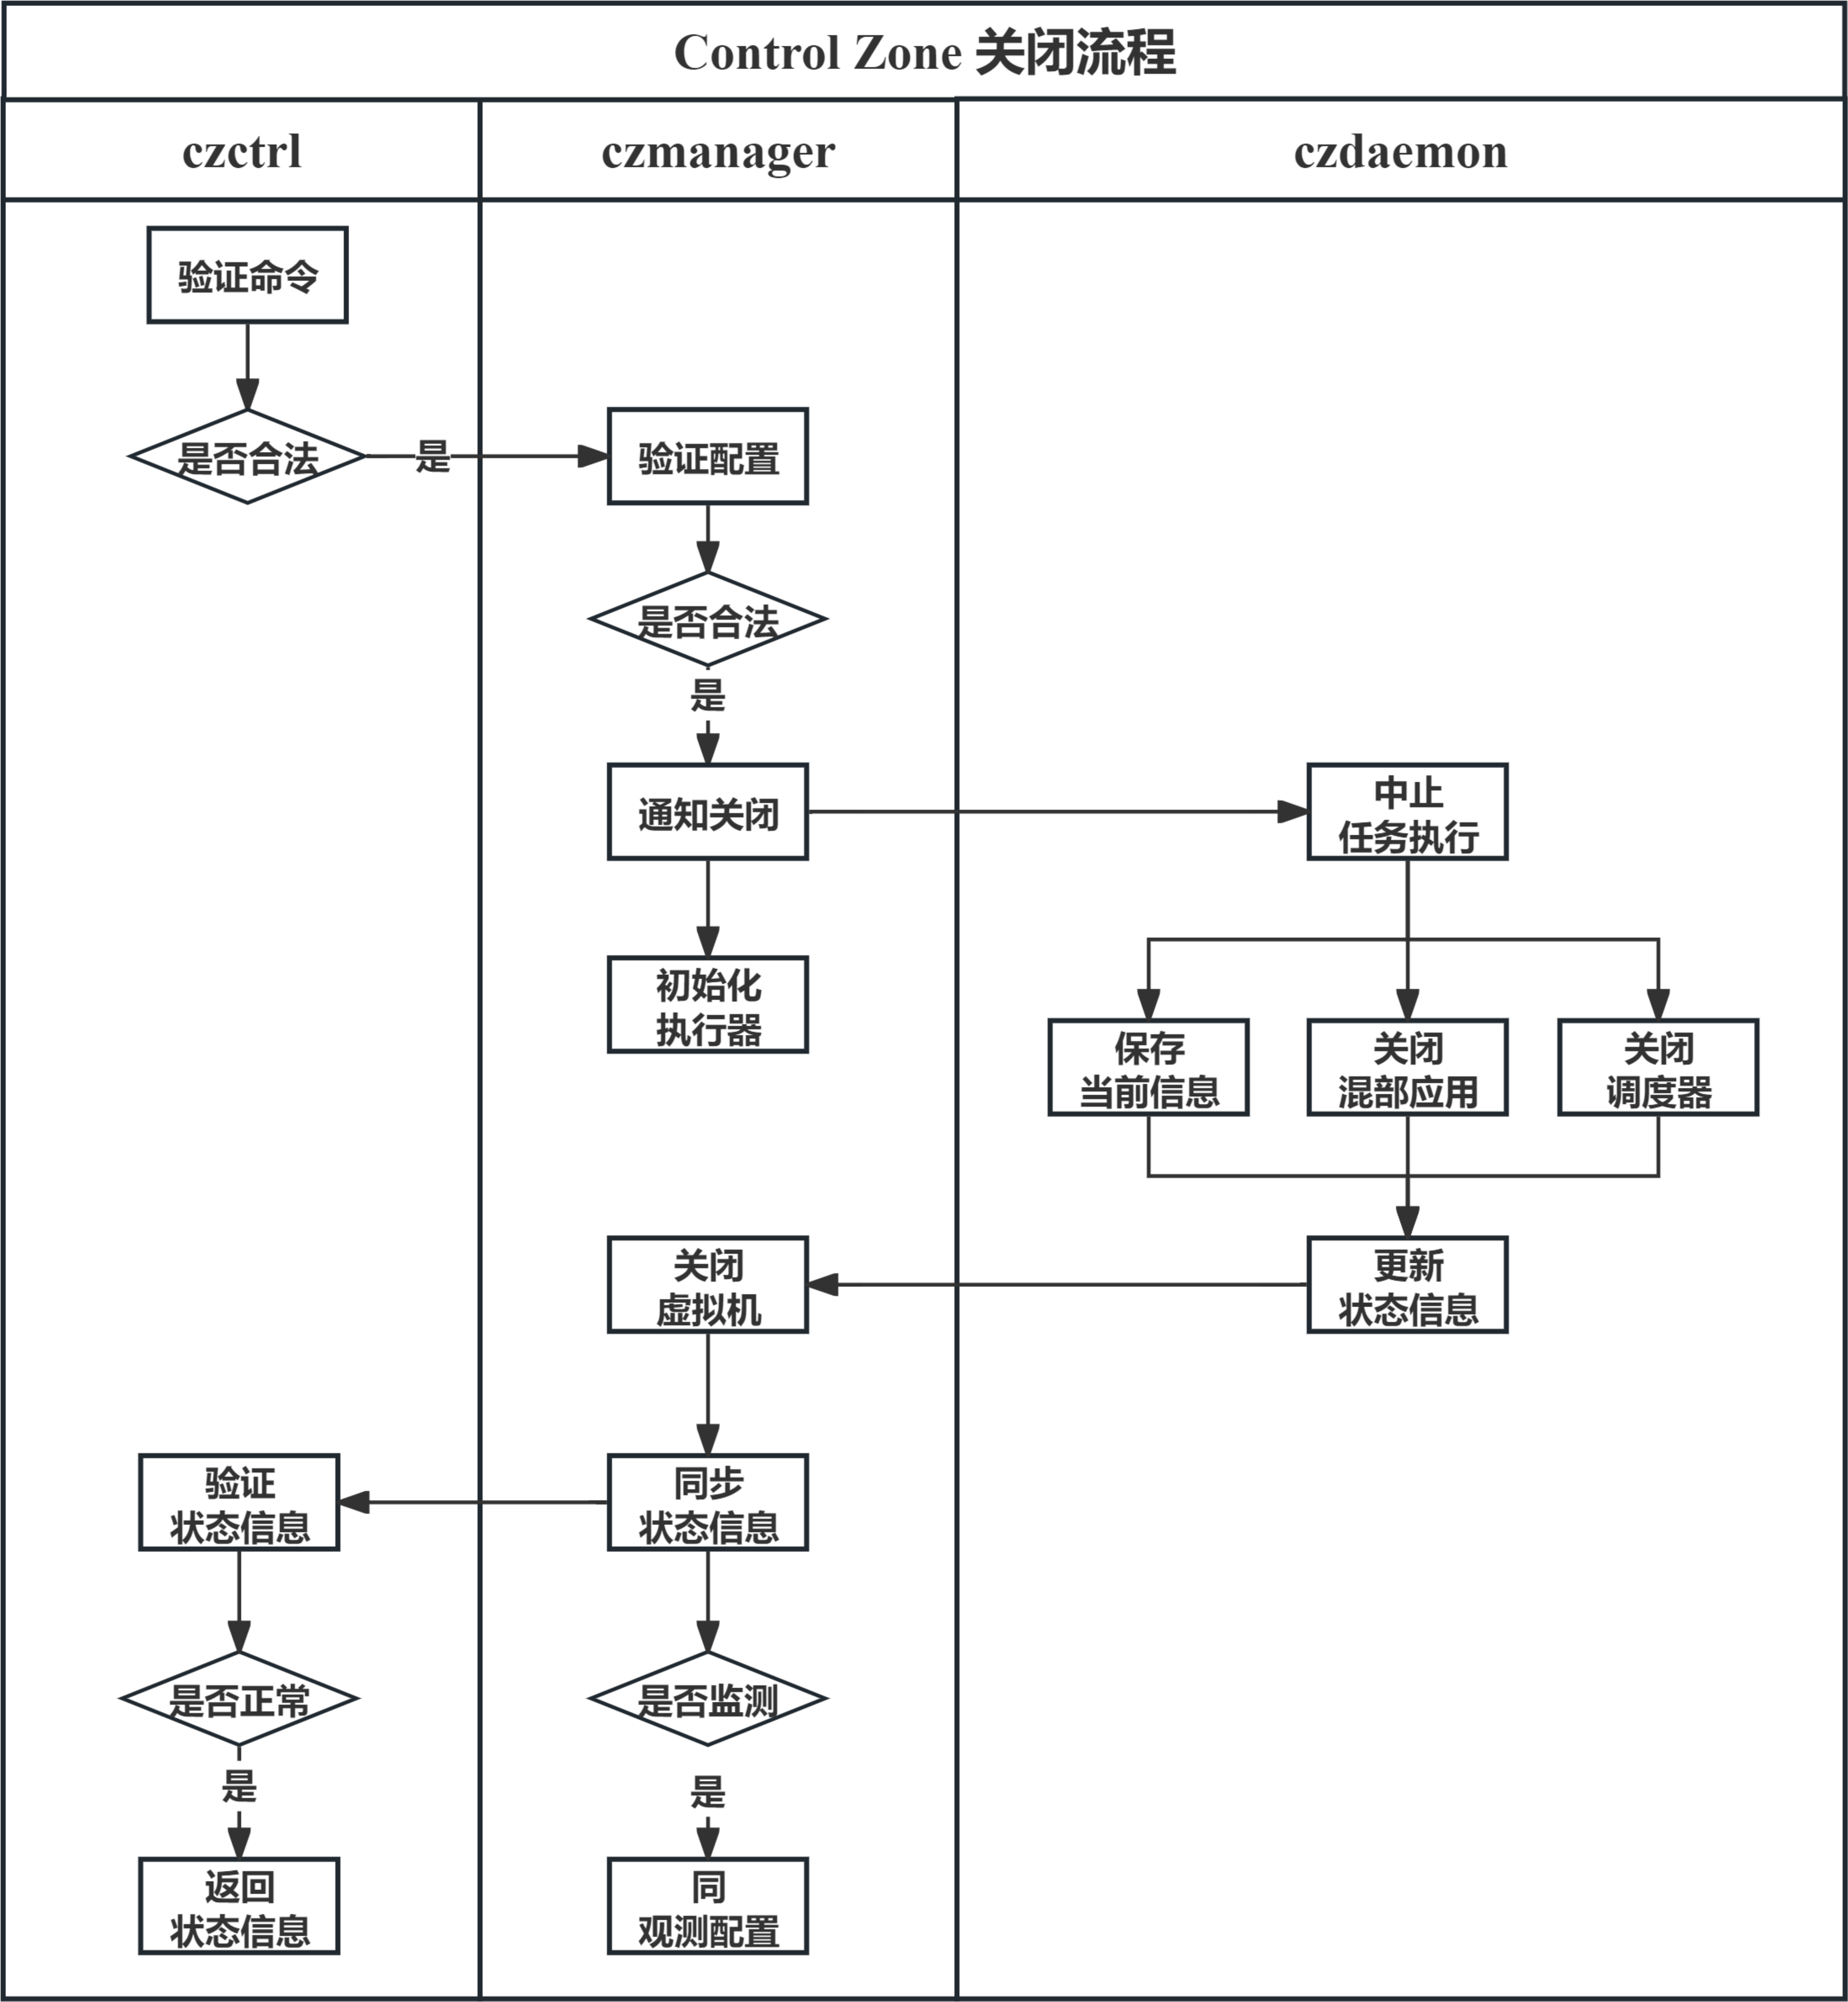 Control Zone 关闭流程
czctrl
czmanager
czdaemon
验证命令
是否合法
是
验证配置
是否合法
是
通知关闭
中止
任务执行
初始化
执行器
保存
当前信息
关闭
混部应用
关闭
调度器
关闭
虚拟机
更新
状态信息
验证
状态信息
同步
状态信息
是否正常
是否监测
是
是
返回
状态信息
同
观测配置